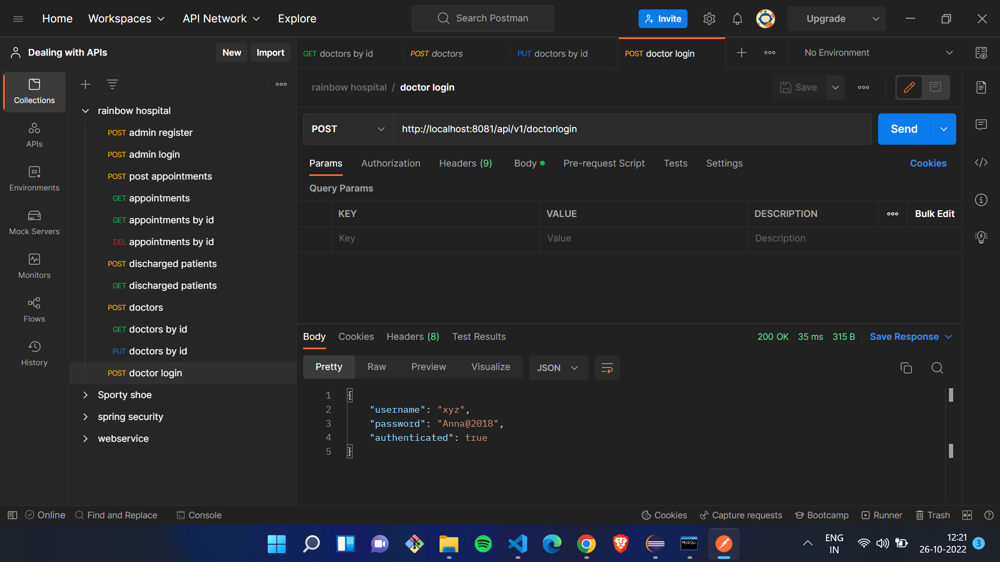 Home
Workspaces
API Network
Explore
Search Postman
Invite
Upgrade
Dealing with APIs
New
Import
GET doctors by id
POST doctors
PUT doctors by id
POST doctor login
No Environment
Collections
APIs
Environments
Mock Servers
Monitors
Flows
History
rainbow hospital
POST admin register
POST admin login
POST post appointments
GET appointments
GET appointments by id
DEL appointments by id
POST discharged patients
GET discharged patients
POST doctors
GET doctors by id
PUT doctors by id
POST doctor login
Sporty shoe
spring security
webservice
rainbow hospital / doctor login
Save
POST
http://localhost:8081/api/v1/doctorlogin
Send
Params
Authorization
Headers (9)
Body
Pre-request Script
Tests
Settings
Cookies
Query Params
KEY
VALUE
DESCRIPTION
Bulk Edit
Key
Value
Description
Body
Cookies
Headers (8)
Test Results
200 OK
35 ms
315 B
Save Response
Pretty
Raw
Preview
Visualize
JSON
1 {
2 "username": "xyz",
3 "password": "Anna@2018",
4 "authenticated": true
5 }
Online
Find and Replace
Console
Cookies
Capture requests
Bootcamp
Runner
Trash
MySQL
ENG
IN
12:21
26-10-2022
3